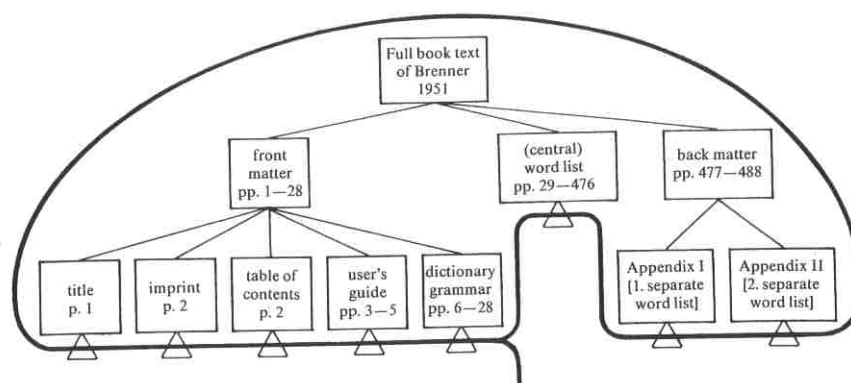 Full book text
of Brenner
1951
front
matter
pp. 1—28
(central)
word list
pp. 29—476
back matter
pp. 477—488
title
p. 1
imprint
p. 2
table of
contents
p. 2
user's
guide
pp. 3—5
dictionary
grammar
pp. 6—28
Appendix I
[1. separate
word list]
Appendix II
[2. separate
word list]